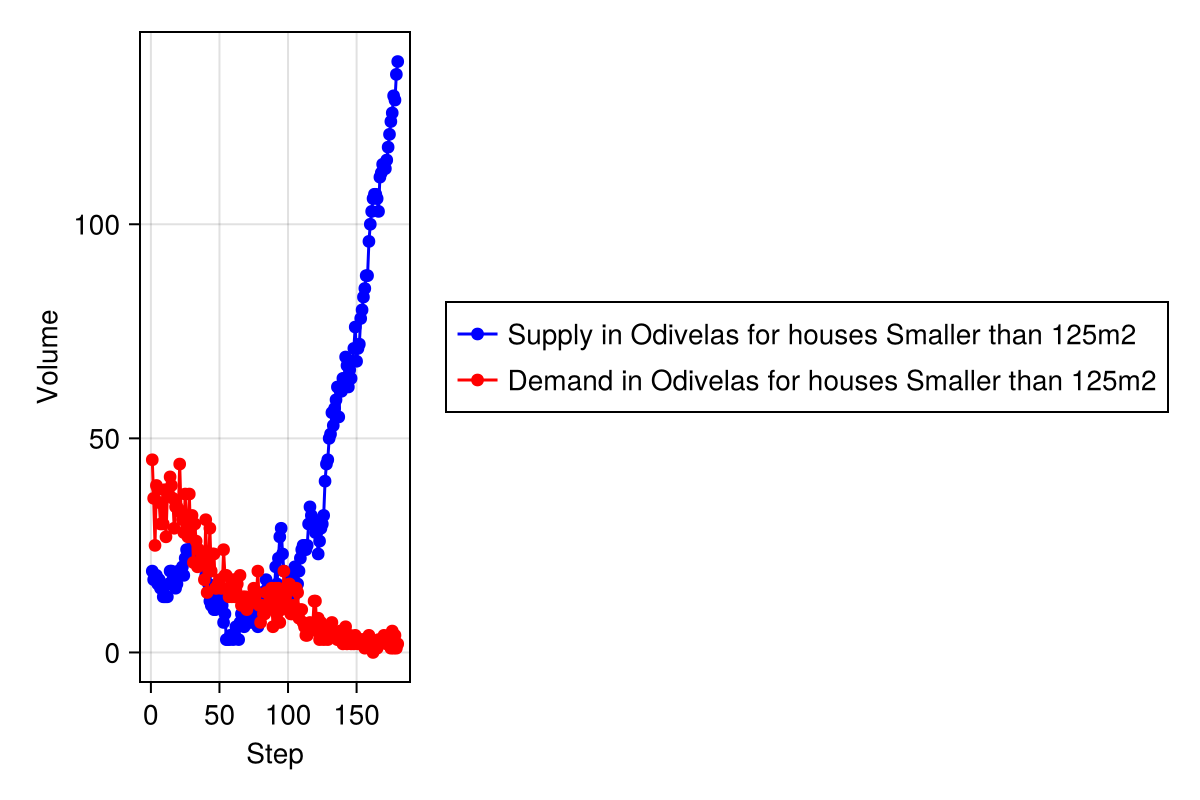 Volume
100
50
0
0 50 100 150
Step
Supply in Odivelas for houses Smaller than 125m2
Demand in Odivelas for houses Smaller than 125m2